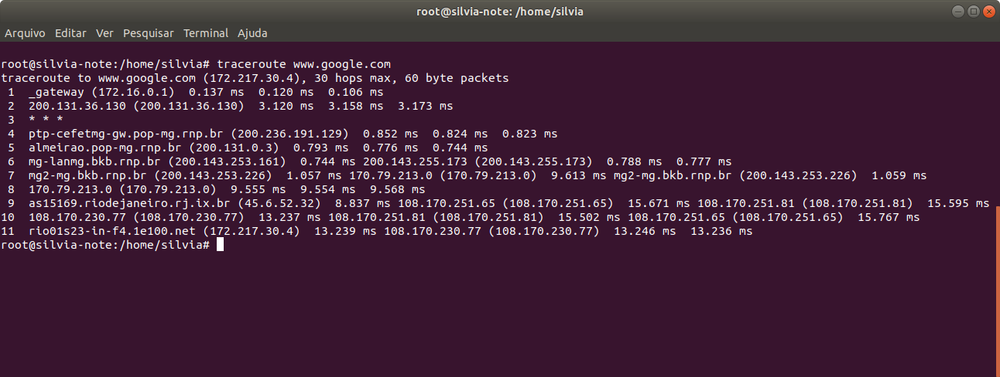 root@silvia-note: /home/silvia
Arquivo Editar Ver Pesquisar Terminal Ajuda
root@silvia-note:/home/silvia# traceroute www.google.com
traceroute to www.google.com (172.217.30.4), 30 hops max, 60 byte packets
 1  _gateway (172.16.0.1)  0.137 ms  0.120 ms  0.106 ms
 2  200.131.36.130 (200.131.36.130)  3.120 ms  3.158 ms  3.173 ms
 3  * * *
 4  ptp-cefetmg-gw.pop-mg.rnp.br (200.236.191.129)  0.852 ms  0.824 ms  0.823 ms
 5  almeirao.pop-mg.rnp.br (200.131.0.3)  0.793 ms  0.776 ms  0.744 ms
 6  mg-lanmg.bkb.rnp.br (200.143.253.161)  0.744 ms 200.143.255.173 (200.143.255.173)  0.788 ms  0.777 ms
 7  mg2-mg.bkb.rnp.br (200.143.253.226)  1.057 ms 170.79.213.0 (170.79.213.0)  9.613 ms mg2-mg.bkb.rnp.br (200.143.253.226)  1.059 ms
 8  170.79.213.0 (170.79.213.0)  9.555 ms  9.554 ms  9.568 ms
 9  as15169.riodejaneiro.rj.ix.br (45.6.52.32)  8.837 ms 108.170.251.65 (108.170.251.65)  15.671 ms 108.170.251.81 (108.170.251.81)  15.595 ms
10  108.170.230.77 (108.170.230.77)  13.237 ms 108.170.251.81 (108.170.251.81)  15.502 ms 108.170.251.65 (108.170.251.65)  15.767 ms
11  rio01s23-in-f4.1e100.net (172.217.30.4)  13.239 ms 108.170.230.77 (108.170.230.77)  13.246 ms  13.236 ms
root@silvia-note:/home/silvia#